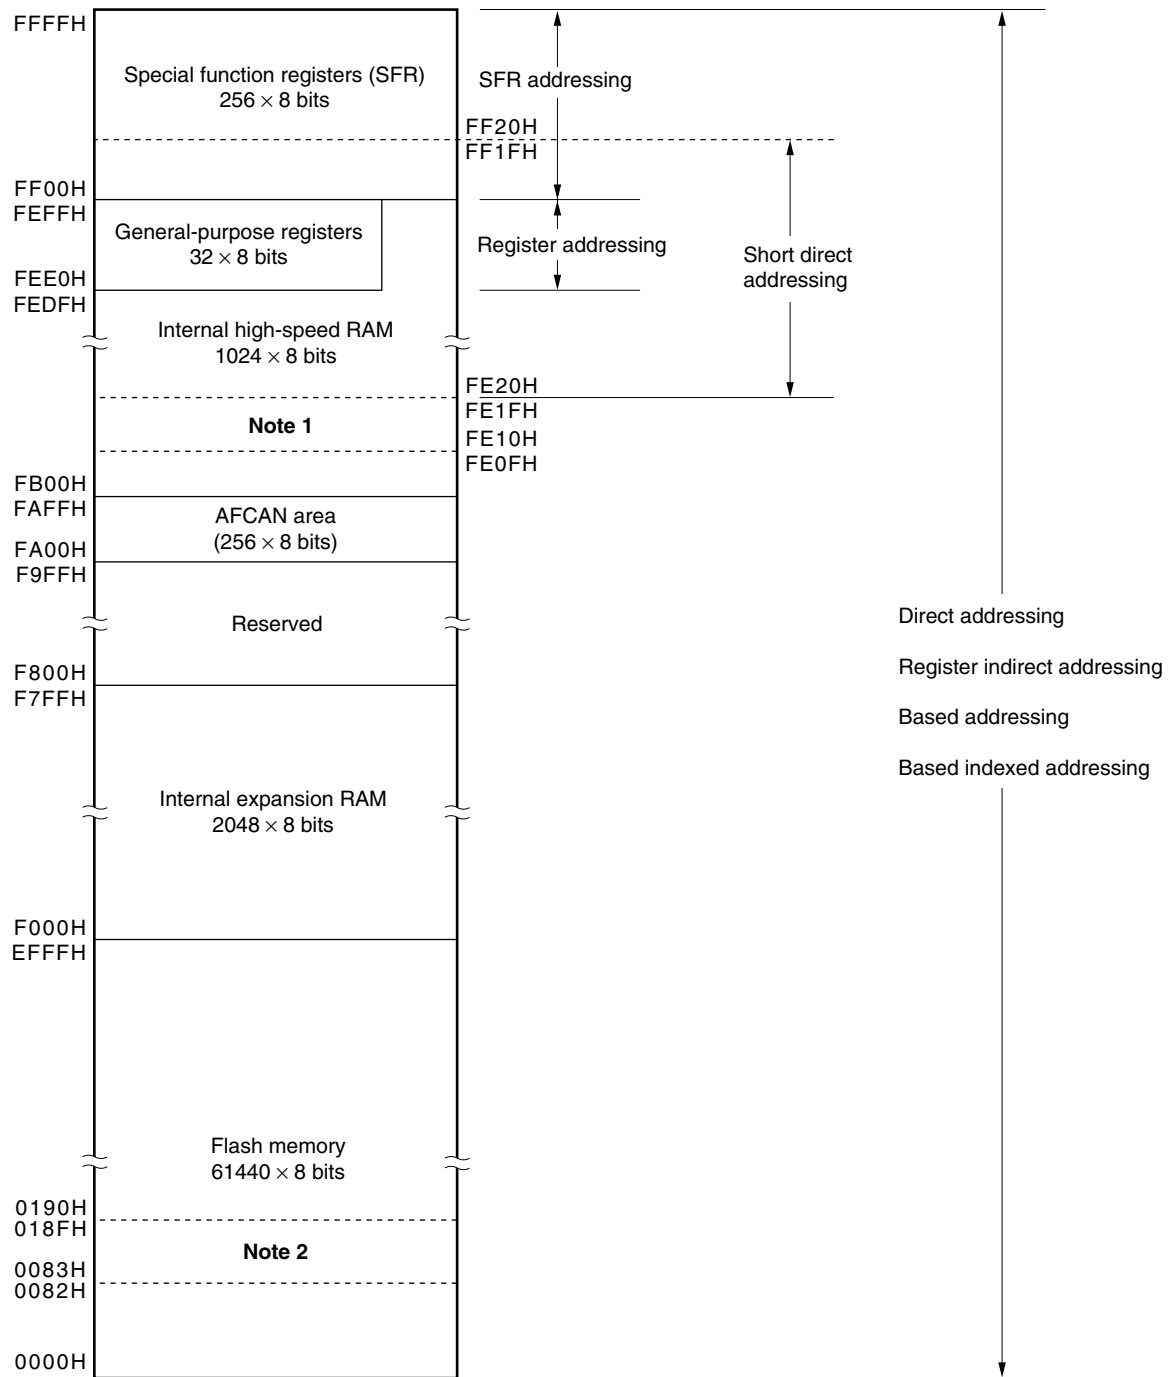 FFFFH
Special function registers (SFR)
256 × 8 bits
SFR addressing
FF20H
FF1FH
FF00H
FEFFH
General-purpose registers
32 × 8 bits
Register addressing
Short direct
addressing
FEE0H
FEDFH
Internal high-speed RAM
1024 × 8 bits
FE20H
FE1FH
Note 1
FE10H
FE0FH
FB00H
FAFFH
AFCAN area
(256 × 8 bits)
FA00H
F9FFH
Reserved
Direct addressing
Register indirect addressing
Based addressing
Based indexed addressing
F800H
F7FFH
Internal expansion RAM
2048 × 8 bits
F000H
EFFFH
Flash memory
61440 × 8 bits
0190H
018FH
Note 2
0083H
0082H
0000H